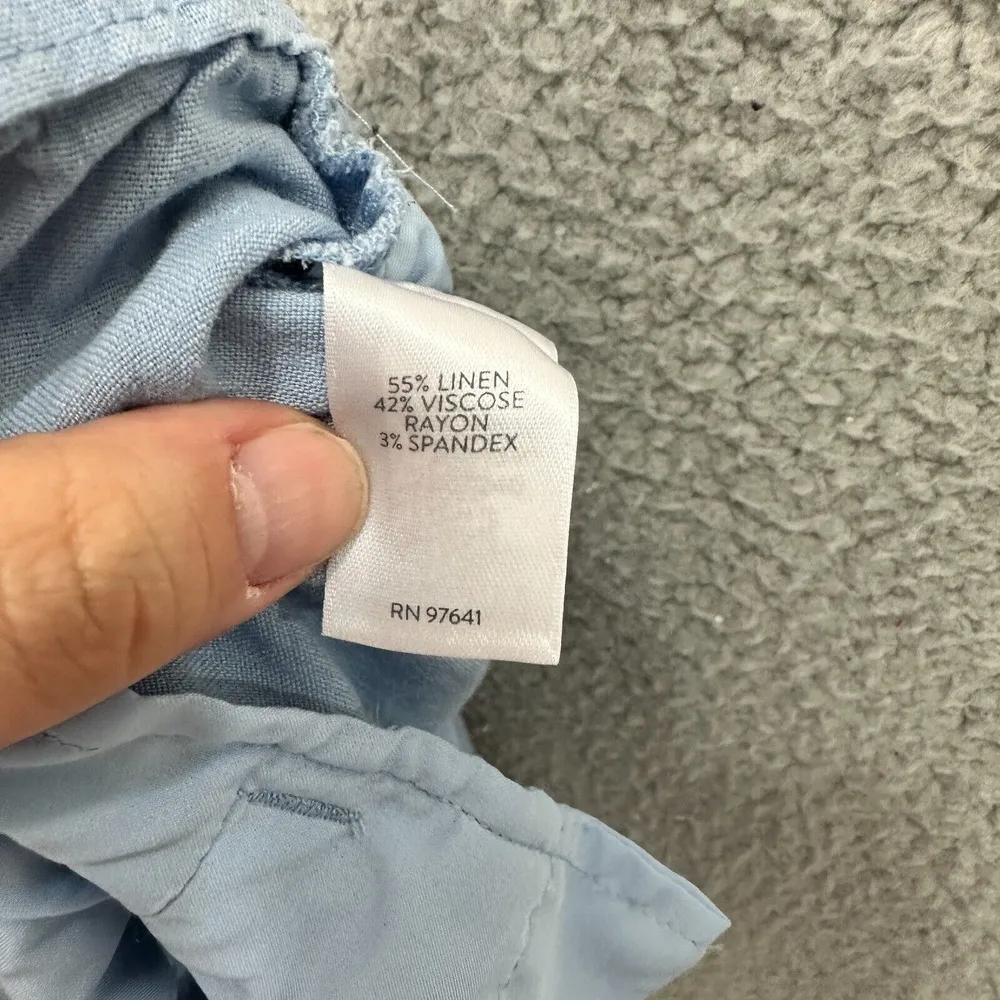 55% LINEN
42% VISCOSE
RAYON
3% SPANDEX
RN 97641